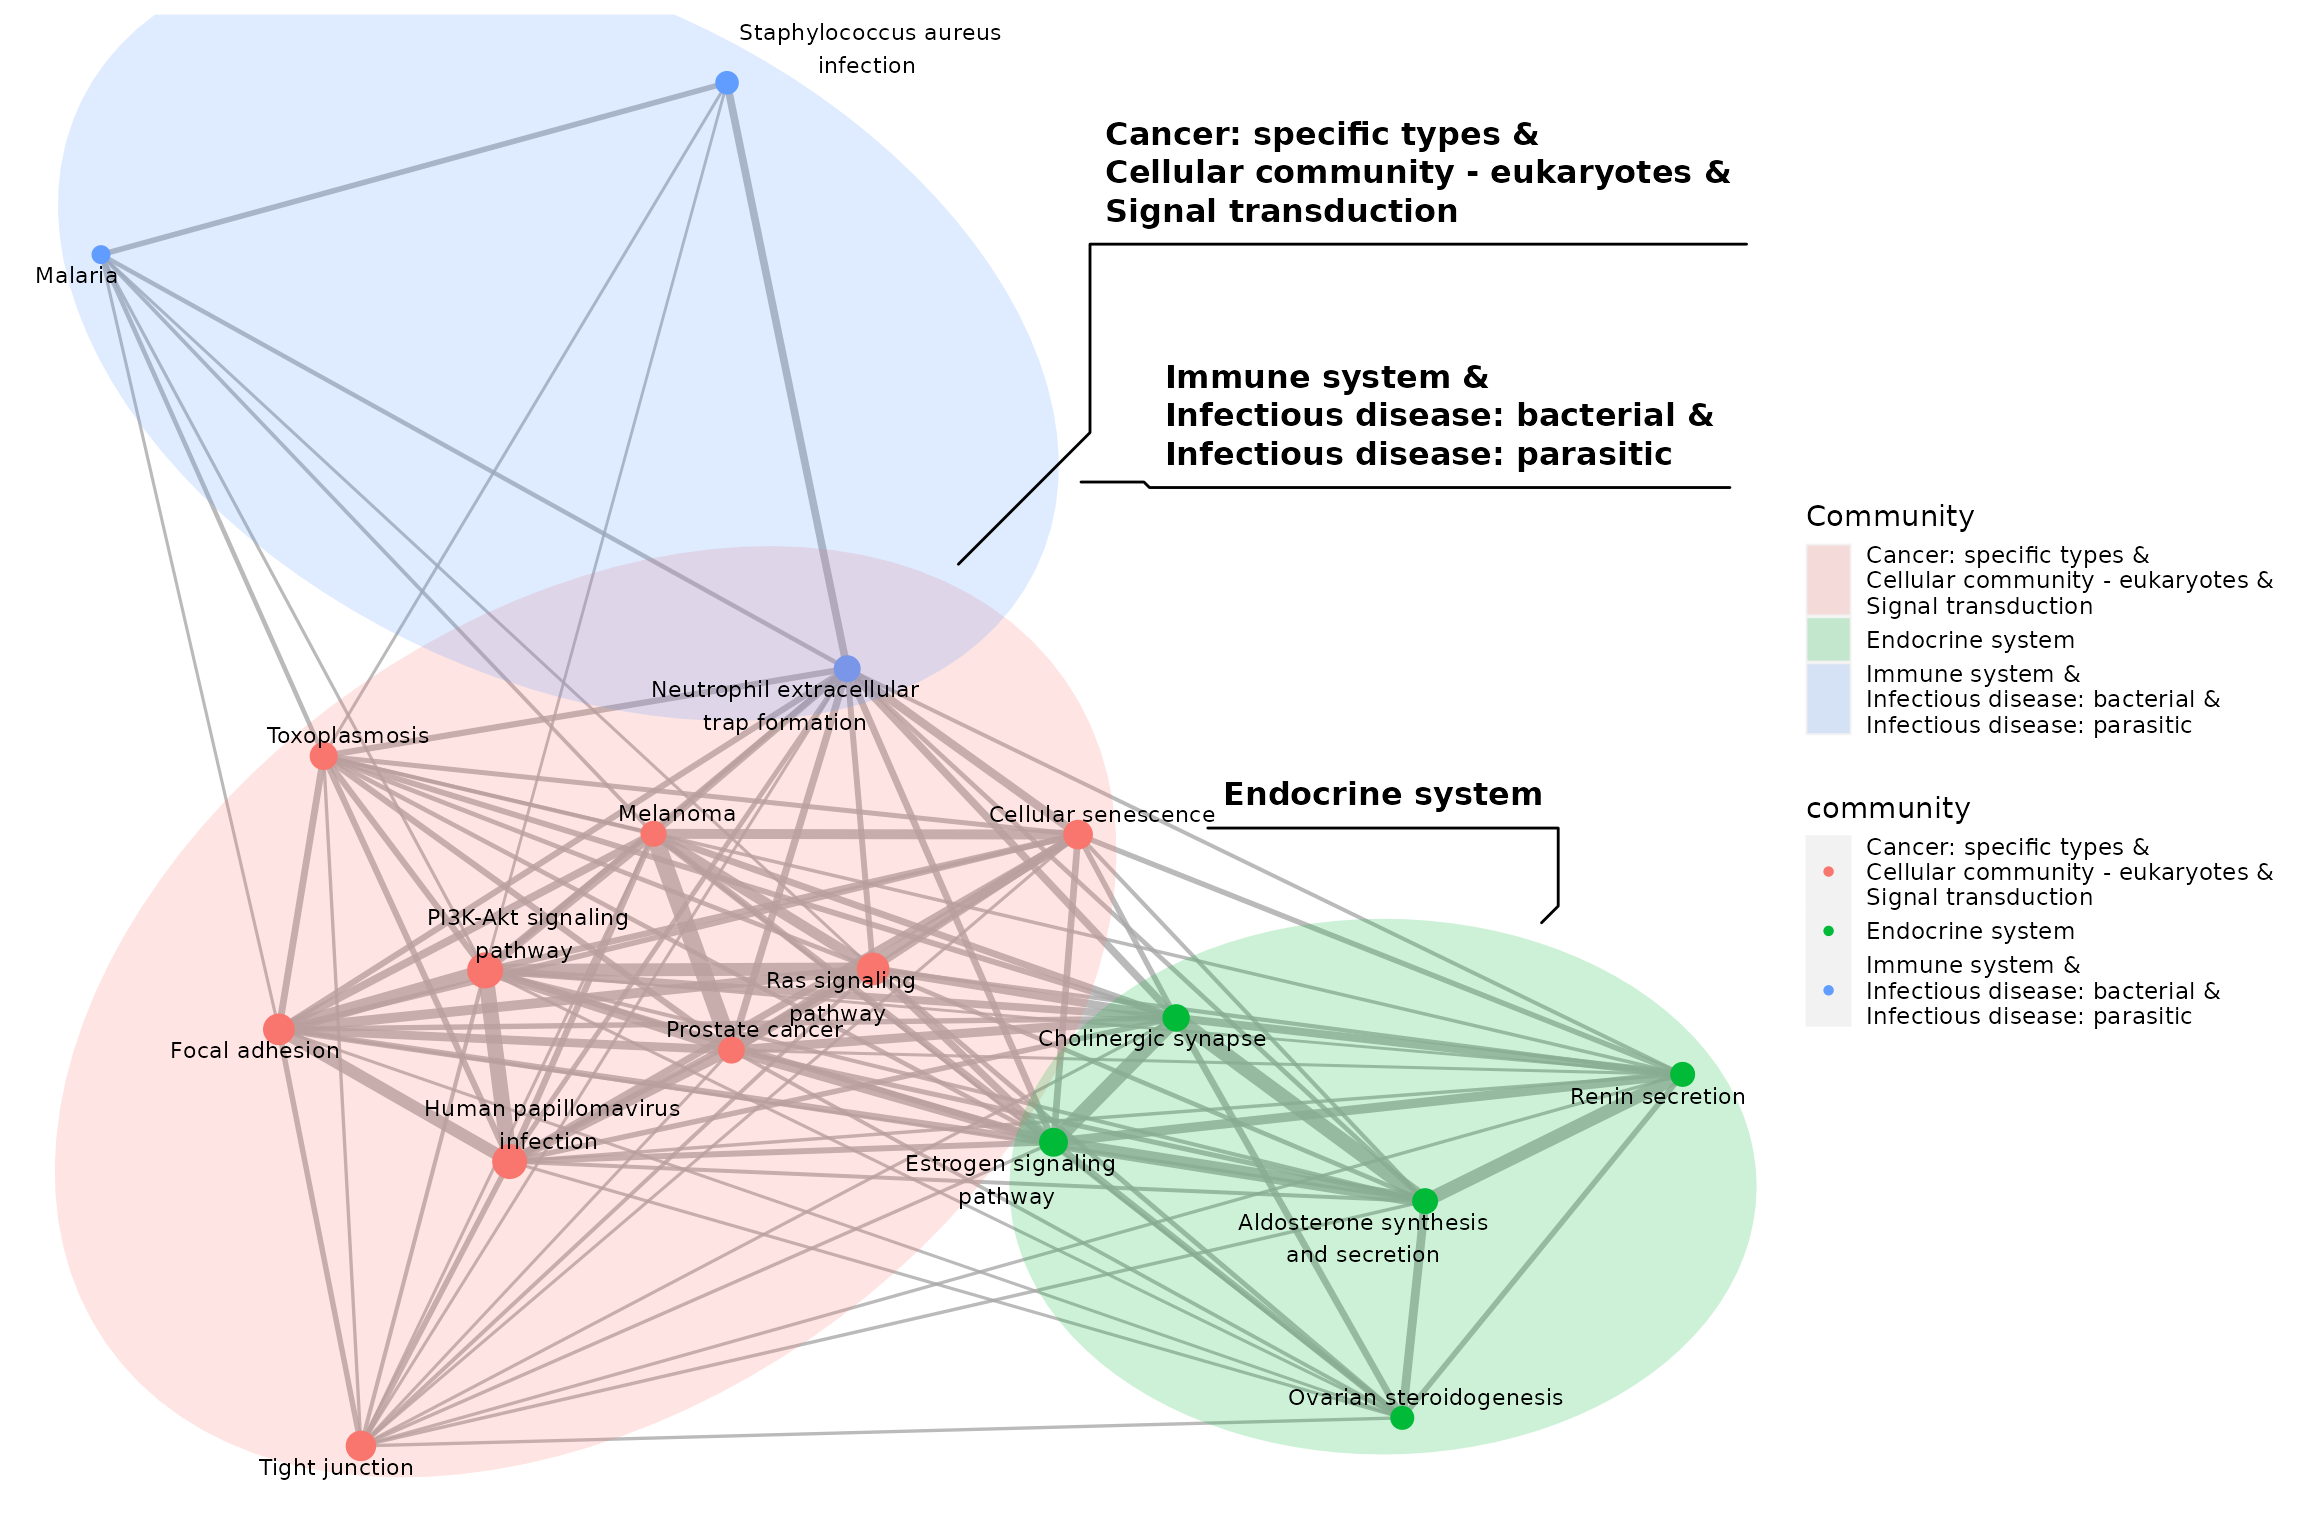 Staphylococcus aureus
infection
Cancer: specific types &
Cellular community - eukaryotes &
Signal transduction
Malaria
Immune system &
Infectious disease: bacterial &
Infectious disease: parasitic
Neutrophil extracellular
trap formation
Toxoplasmosis
Melanoma
Cellular senescence
Endocrine system
PI3K-Akt signaling
pathway
Ras signaling
pathway
Prostate cancer
Focal adhesion
Cholinergic synapse
Renin secretion
Human papillomavirus
infection
Estrogen signaling
pathway
Aldosterone synthesis
and secretion
Ovarian steroidogenesis
Tight junction
Community
Cancer: specific types &
Cellular community - eukaryotes &
Signal transduction
Endocrine system
Immune system &
Infectious disease: bacterial &
Infectious disease: parasitic
community
Cancer: specific types &
Cellular community - eukaryotes &
Signal transduction
Endocrine system
Immune system &
Infectious disease: bacterial &
Infectious disease: parasitic